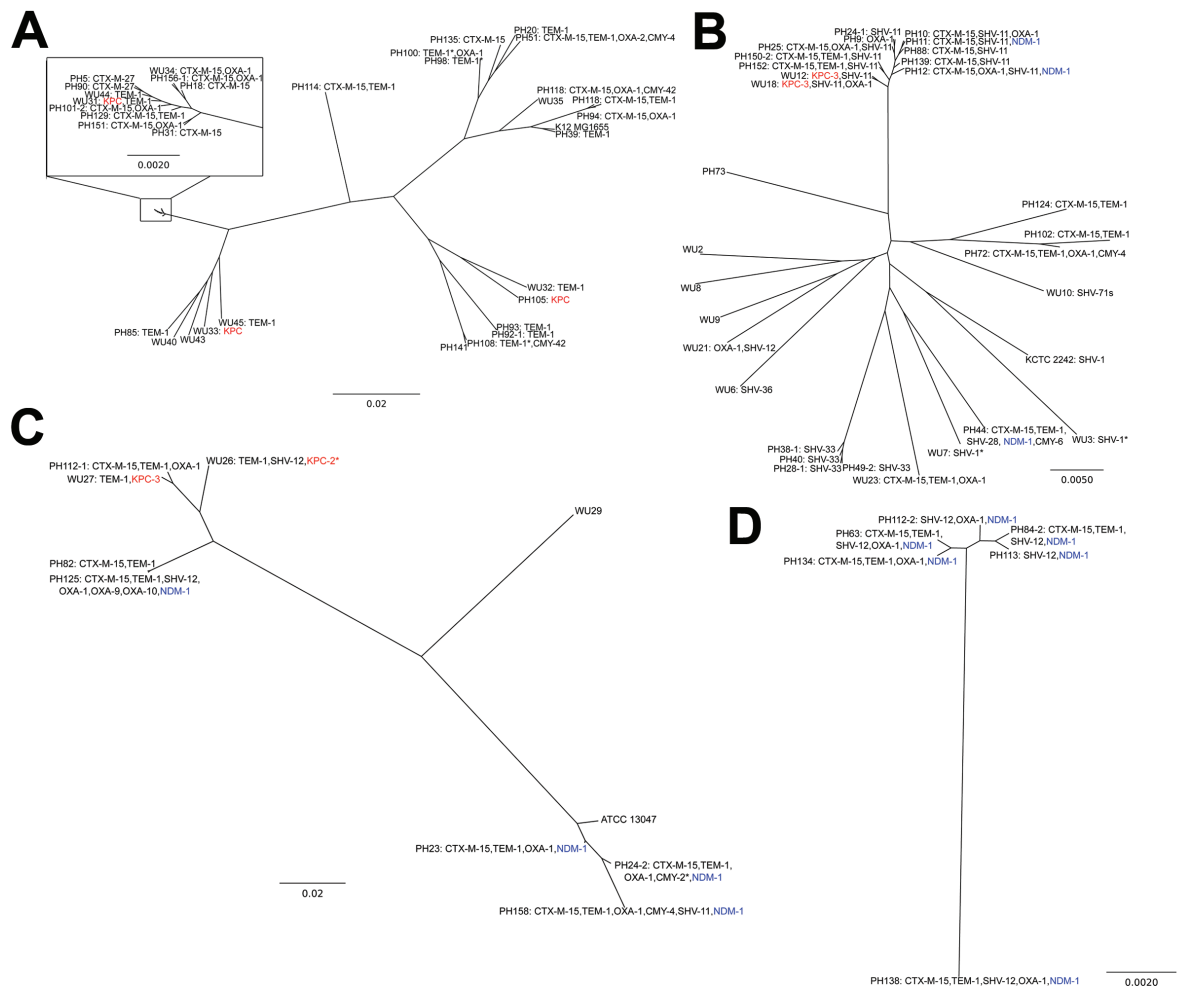 A
PH20: TEM-1
PH135: CTX-M-15
PH51: CTX-M-15,TEM-1,OXA-2,CMY-4
PH100: TEM-1*,OXA-1
PH98: TEM-1*
PH114: CTX-M-15,TEM-1
PH118: CTX-M-15,OXA-1,CMY-42
WU35
PH118: CTX-M-15,TEM-1
PH94: CTX-M-15,OXA-1
K12 MG1655
PH39: TEM-1
WU34: CTX-M-15,OXA-1
PH5: CTX-M-27
PH156-1: CTX-M-15,OXA-1
PH90: CTX-M-27
PH18: CTX-M-15
WU44: TEM-1
WU31: KPC,TEM-1
PH101-2: CTX-M-15,OXA-1
PH129: CTX-M-15,TEM-1
PH151: CTX-M-15,OXA-1
PH31: CTX-M-15
0.0020
WU32: TEM-1
PH105: KPC
WU45: TEM-1
PH85: TEM-1
WU33: KPC
WU40
WU43
PH93: TEM-1
PH92-1: TEM-1
PH141
PH108: TEM-1*,CMY-42
0.02
B
PH24-1: SHV-11
PH10: CTX-M-15,SHV-11,OXA-1
PH9: OXA-1
PH11: CTX-M-15,SHV-11,NDM-1
PH25: CTX-M-15,OXA-1,SHV-11
PH88: CTX-M-15,SHV-11
PH150-2: CTX-M-15,TEM-1,SHV-11
PH139: CTX-M-15,SHV-11
PH152: CTX-M-15,TEM-1,SHV-11
PH12: CTX-M-15,OXA-1,SHV-11,NDM-1
WU12: KPC-3,SHV-11
WU18: KPC-3,SHV-11,OXA-1
PH73
PH124: CTX-M-15,TEM-1
PH102: CTX-M-15,TEM-1
WU2
PH72: CTX-M-15,TEM-1,OXA-1,CMY-4
WU8
WU10: SHV-71s
WU9
WU21: OXA-1,SHV-12
KCTC 2242: SHV-1
WU6: SHV-36
PH44: CTX-M-15,TEM-1,
SHV-28, NDM-1,CMY-6
WU3: SHV-1*
PH38-1: SHV-33
WU7: SHV-1*
PH40: SHV-33
PH28-1: SHV-33
PH49-2: SHV-33
WU23: CTX-M-15,TEM-1,OXA-1
0.0050
C
WU26: TEM-1,SHV-12,KPC-2*
PH112-1: CTX-M-15,TEM-1,OXA-1
WU27: TEM-1,KPC-3
WU29
PH82: CTX-M-15,TEM-1
PH125: CTX-M-15,TEM-1,SHV-12,
OXA-1,OXA-9,OXA-10,NDM-1
ATCC 13047
PH23: CTX-M-15,TEM-1,OXA-1,NDM-1
PH24-2: CTX-M-15,TEM-1,
OXA-1,CMY-2*,NDM-1
PH158: CTX-M-15,TEM-1,OXA-1,CMY-4,SHV-11,NDM-1
0.02
D
PH112-2: SHV-12,OXA-1,NDM-1
PH63: CTX-M-15,TEM-1,
SHV-12,OXA-1,NDM-1
PH84-2: CTX-M-15,TEM-1,
SHV-12,NDM-1
PH134: CTX-M-15,TEM-1,OXA-1,NDM-1
PH113: SHV-12,NDM-1
PH138: CTX-M-15,TEM-1,SHV-12,OXA-1,NDM-1
0.0020